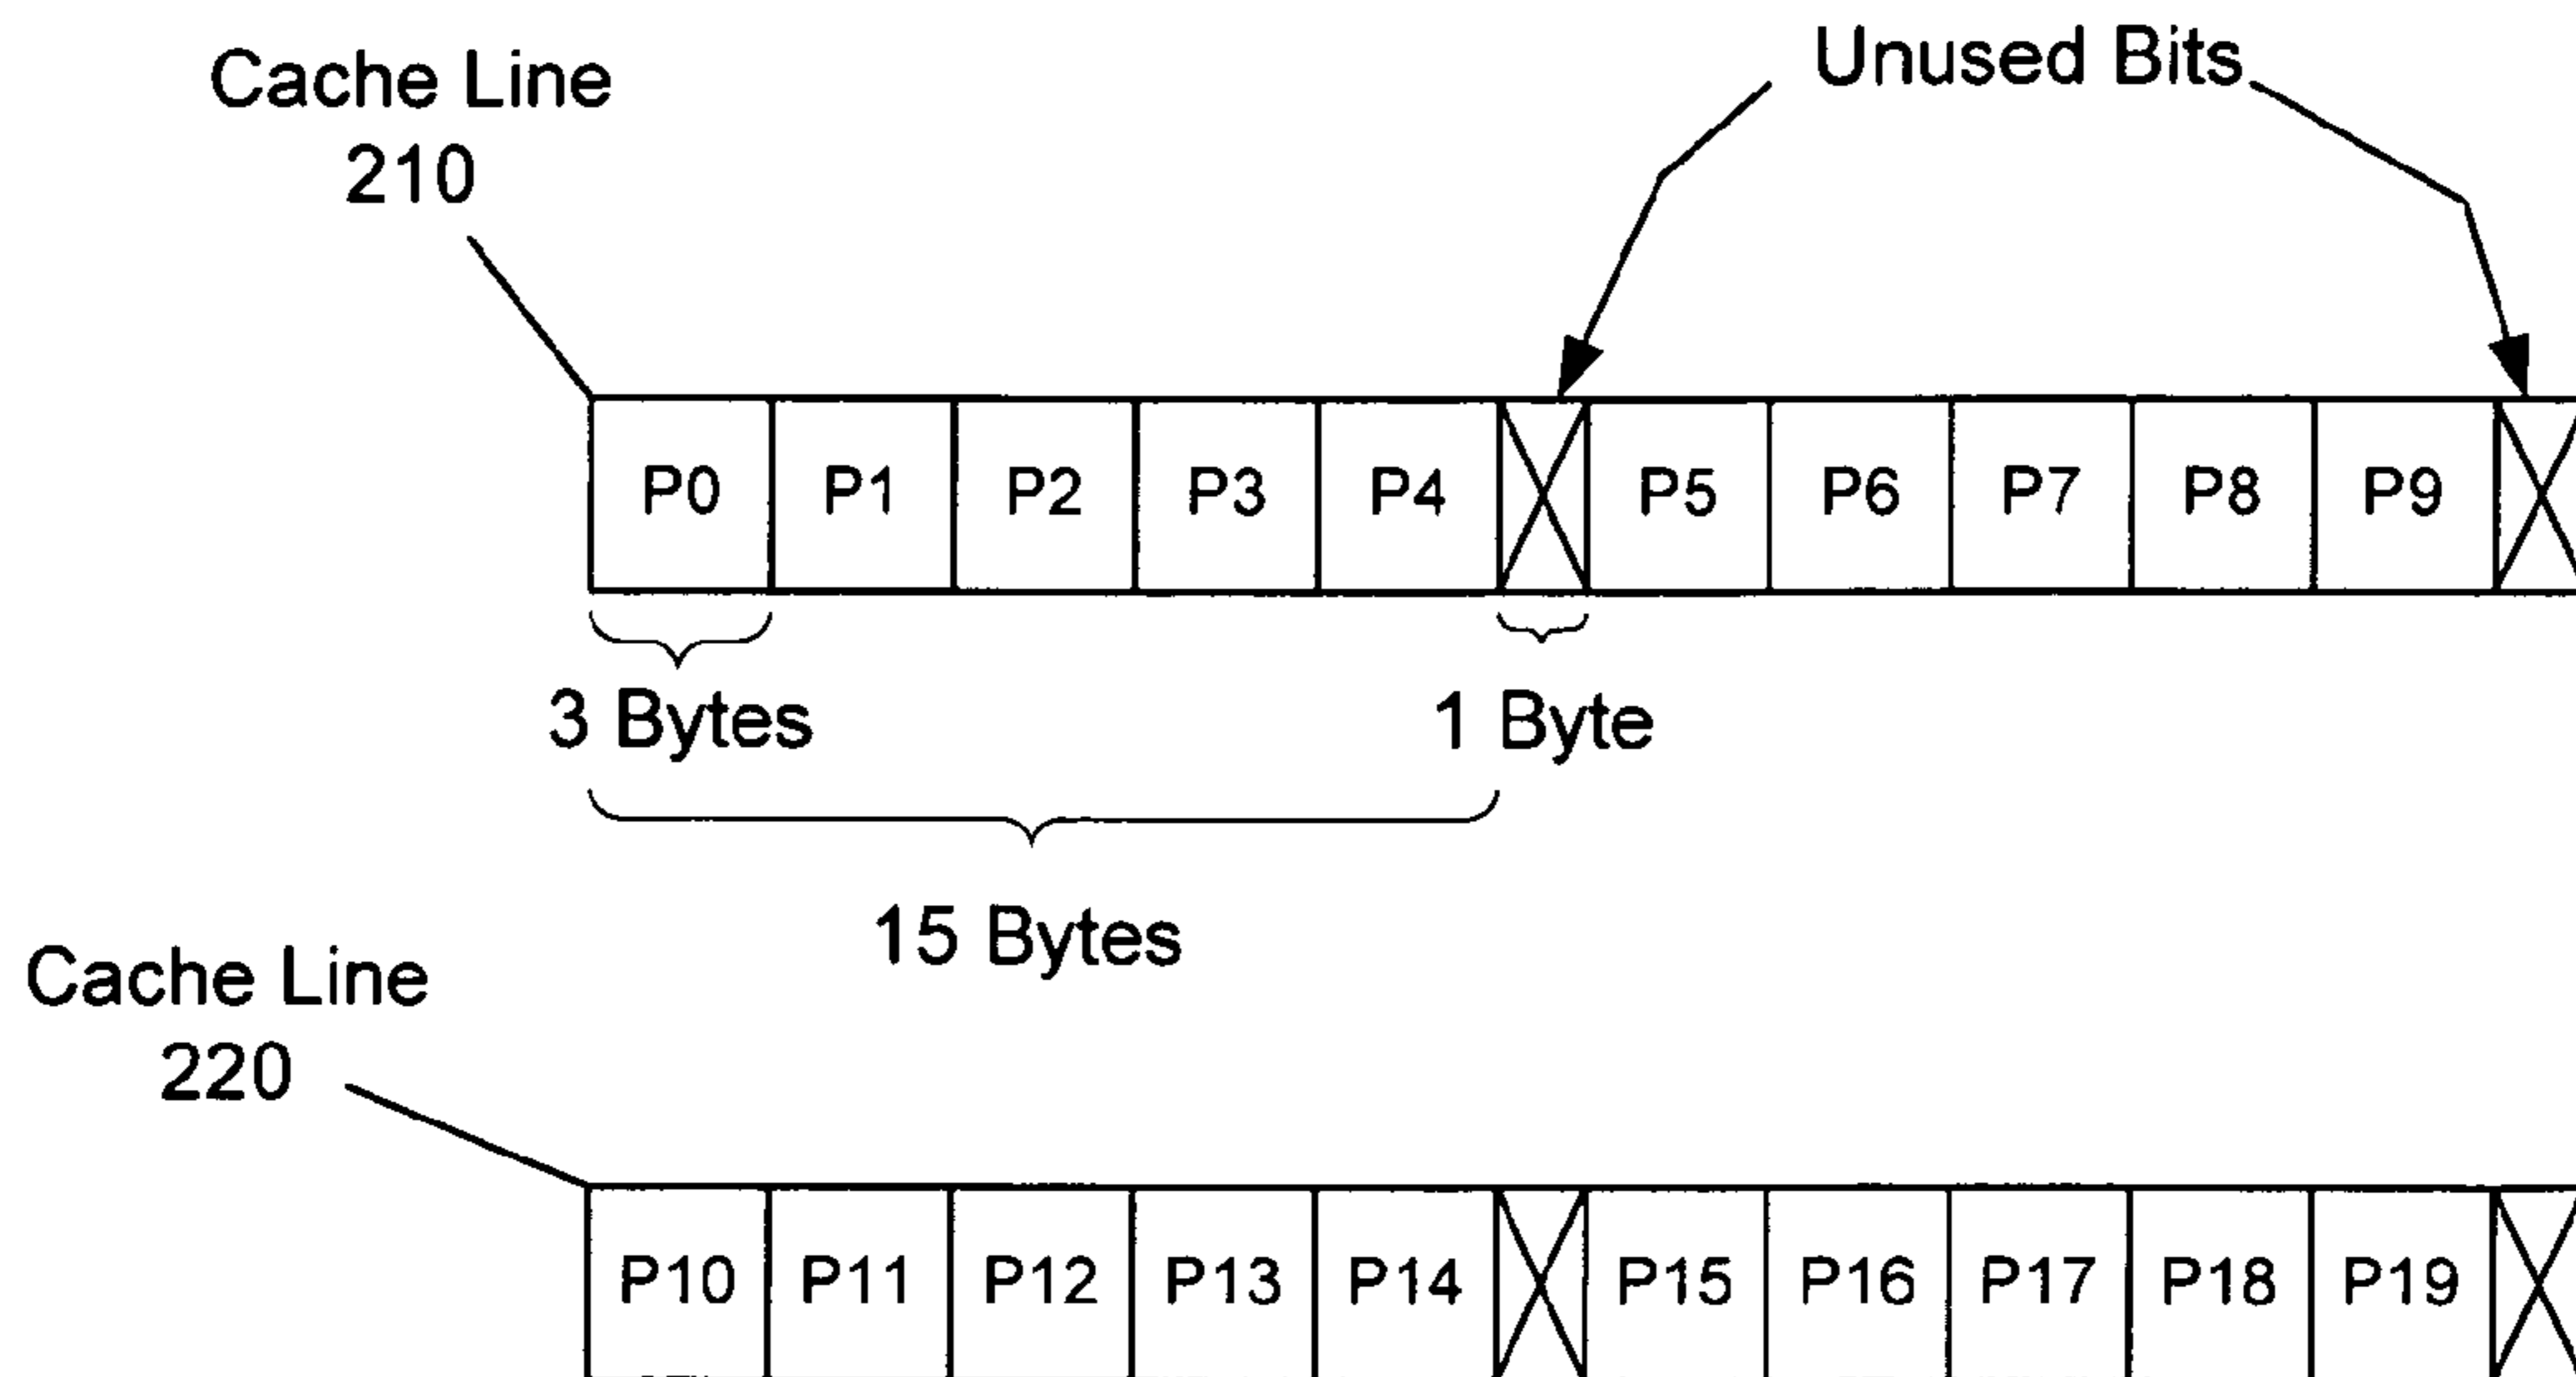 Unused Bits
Cache Line
210
P0 P1 P2 P3 P4 P5 P6 P7 P8 P9
3 Bytes 1 Byte
15 Bytes
Cache Line
220
P10 P11 P12 P13 P14 P15 P16 P17 P18 P19